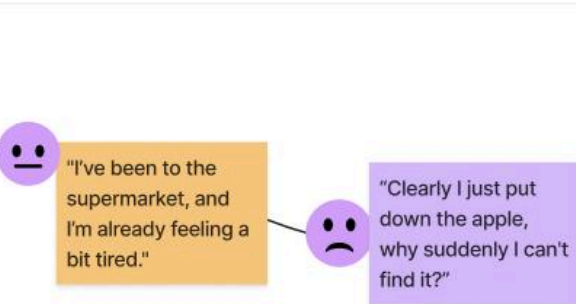 "I've been to the
supermarket, and
I'm already feeling a
bit tired."
“Clearly I just put
down the apple,
why suddenly I can't
find it?”